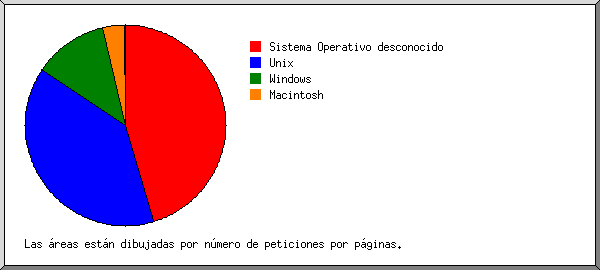 Sistema Operativo desconocido
Unix
Windows
Macintosh
Las áreas están dibujadas por número de peticiones por páginas.